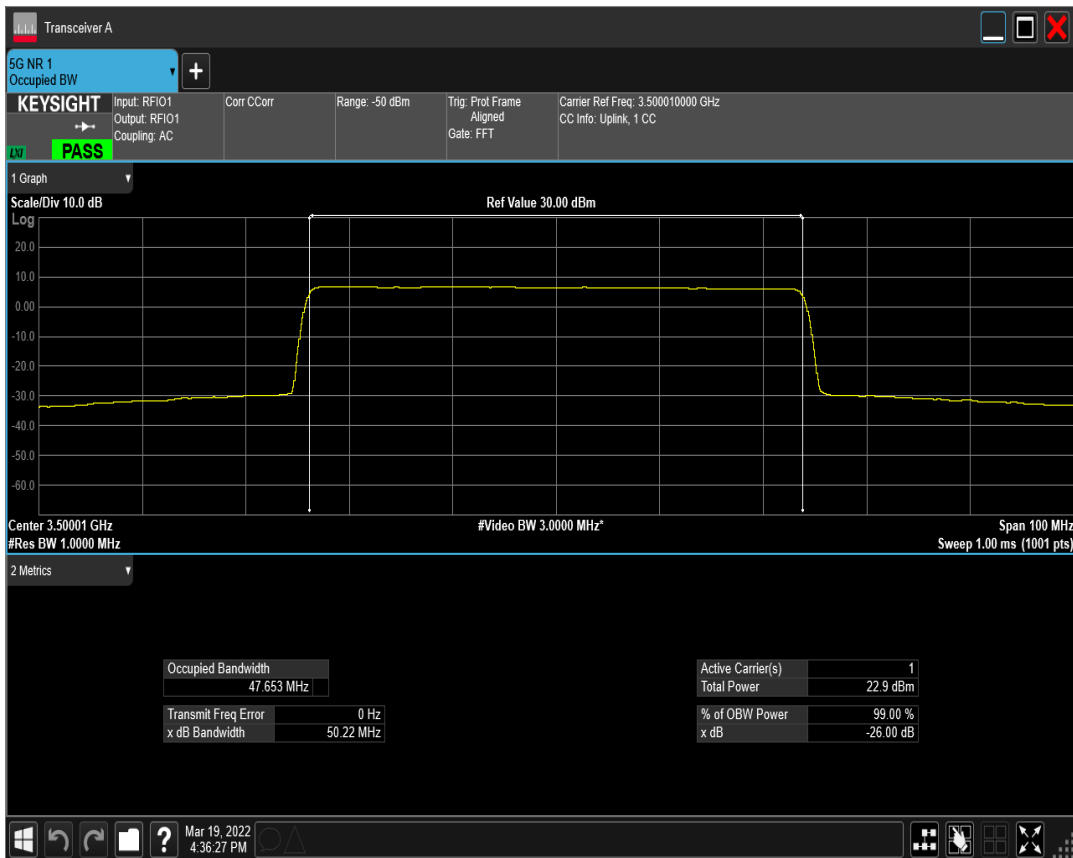 Transceiver A
5G NR 1
Occupied BW
+
KEYSIGHT
LXI
PASS
Input: RFIO1
Output: RFIO1
Coupling: AC
Corr CCorr
Range: -50 dBm
Trig: Prot Frame
Aligned
Gate: FFT
Carrier Ref Freq: 3.500010000 GHz
CC Info: Uplink, 1 CC
1 Graph
Scale/Div 10.0 dB
Ref Value 30.00 dBm
Log
20.0
10.0
0.00
-10.0
-20.0
-30.0
-40.0
-50.0
-60.0
Center 3.50001 GHz
#Video BW 3.0000 MHz*
Span 100 MHz
#Res BW 1.0000 MHz
Sweep 1.00 ms (1001 pts)
2 Metrics
Occupied Bandwidth
47.653 MHz
Transmit Freq Error 0 Hz
x dB Bandwidth 50.22 MHz
Active Carrier(s) 1
Total Power 22.9 dBm
% of OBW Power 99.00 %
x dB -26.00 dB
?
Mar 19, 2022
4:36:27 PM